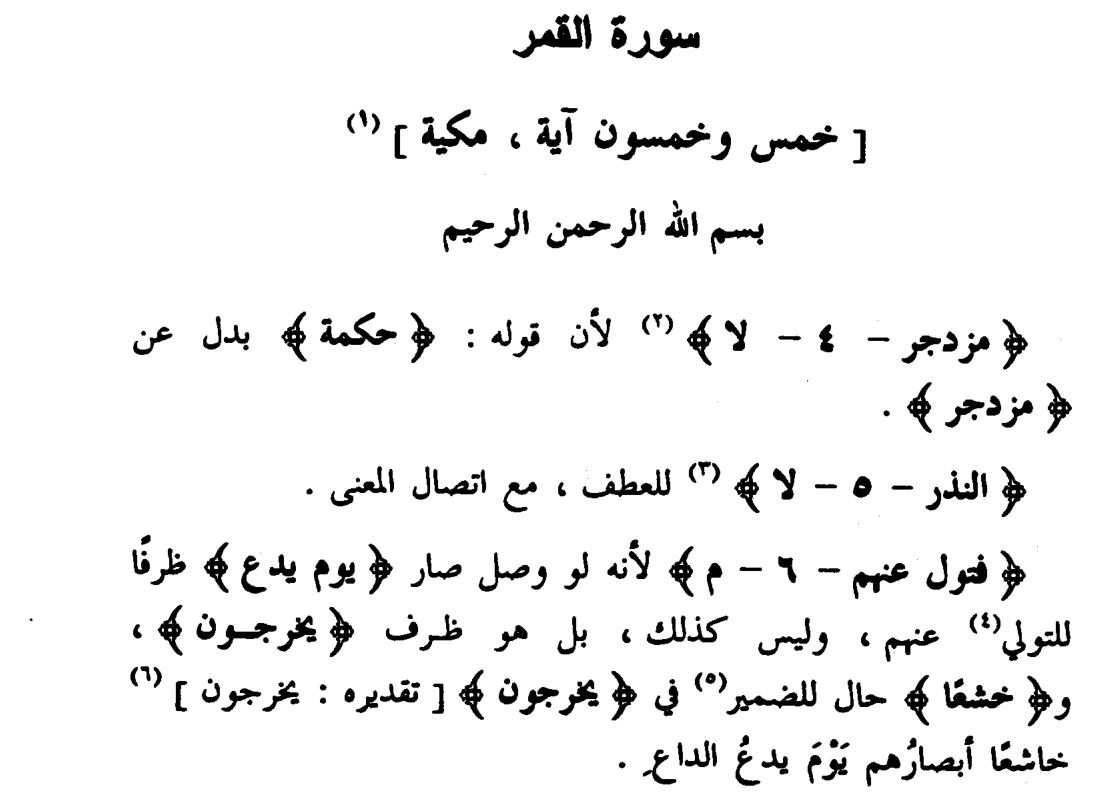 سورة القمر
[ خمس وخمسون آية ، مكية ] (١)
بسم الله الرحمن الرحيم
﴿ مزدجر – ٤ – لا ﴾ (٢) لأن قوله : ﴿ حكمة ﴾ بدل عن
﴿ مزدجر ﴾ .
﴿ النذر – ٥ – لا ﴾ (٣) للعطف ، مع اتصال المعنى .
﴿ فتول عنهم – ٦ – م ﴾ لأنه لو وصل صار ﴿ يوم يدع ﴾ ظرفًا
للتولي(٤) عنهم ، وليس كذلك ، بل هو ظرف ﴿ يخرجـون ﴾ ،
و﴿ خشعًا ﴾ حال للضمير(٥) في ﴿ يخرجون ﴾ [ تقديره : يخرجون ] (٦)
خاشعًا أبصارُهم يَوْمَ يدعُ الداعِ .